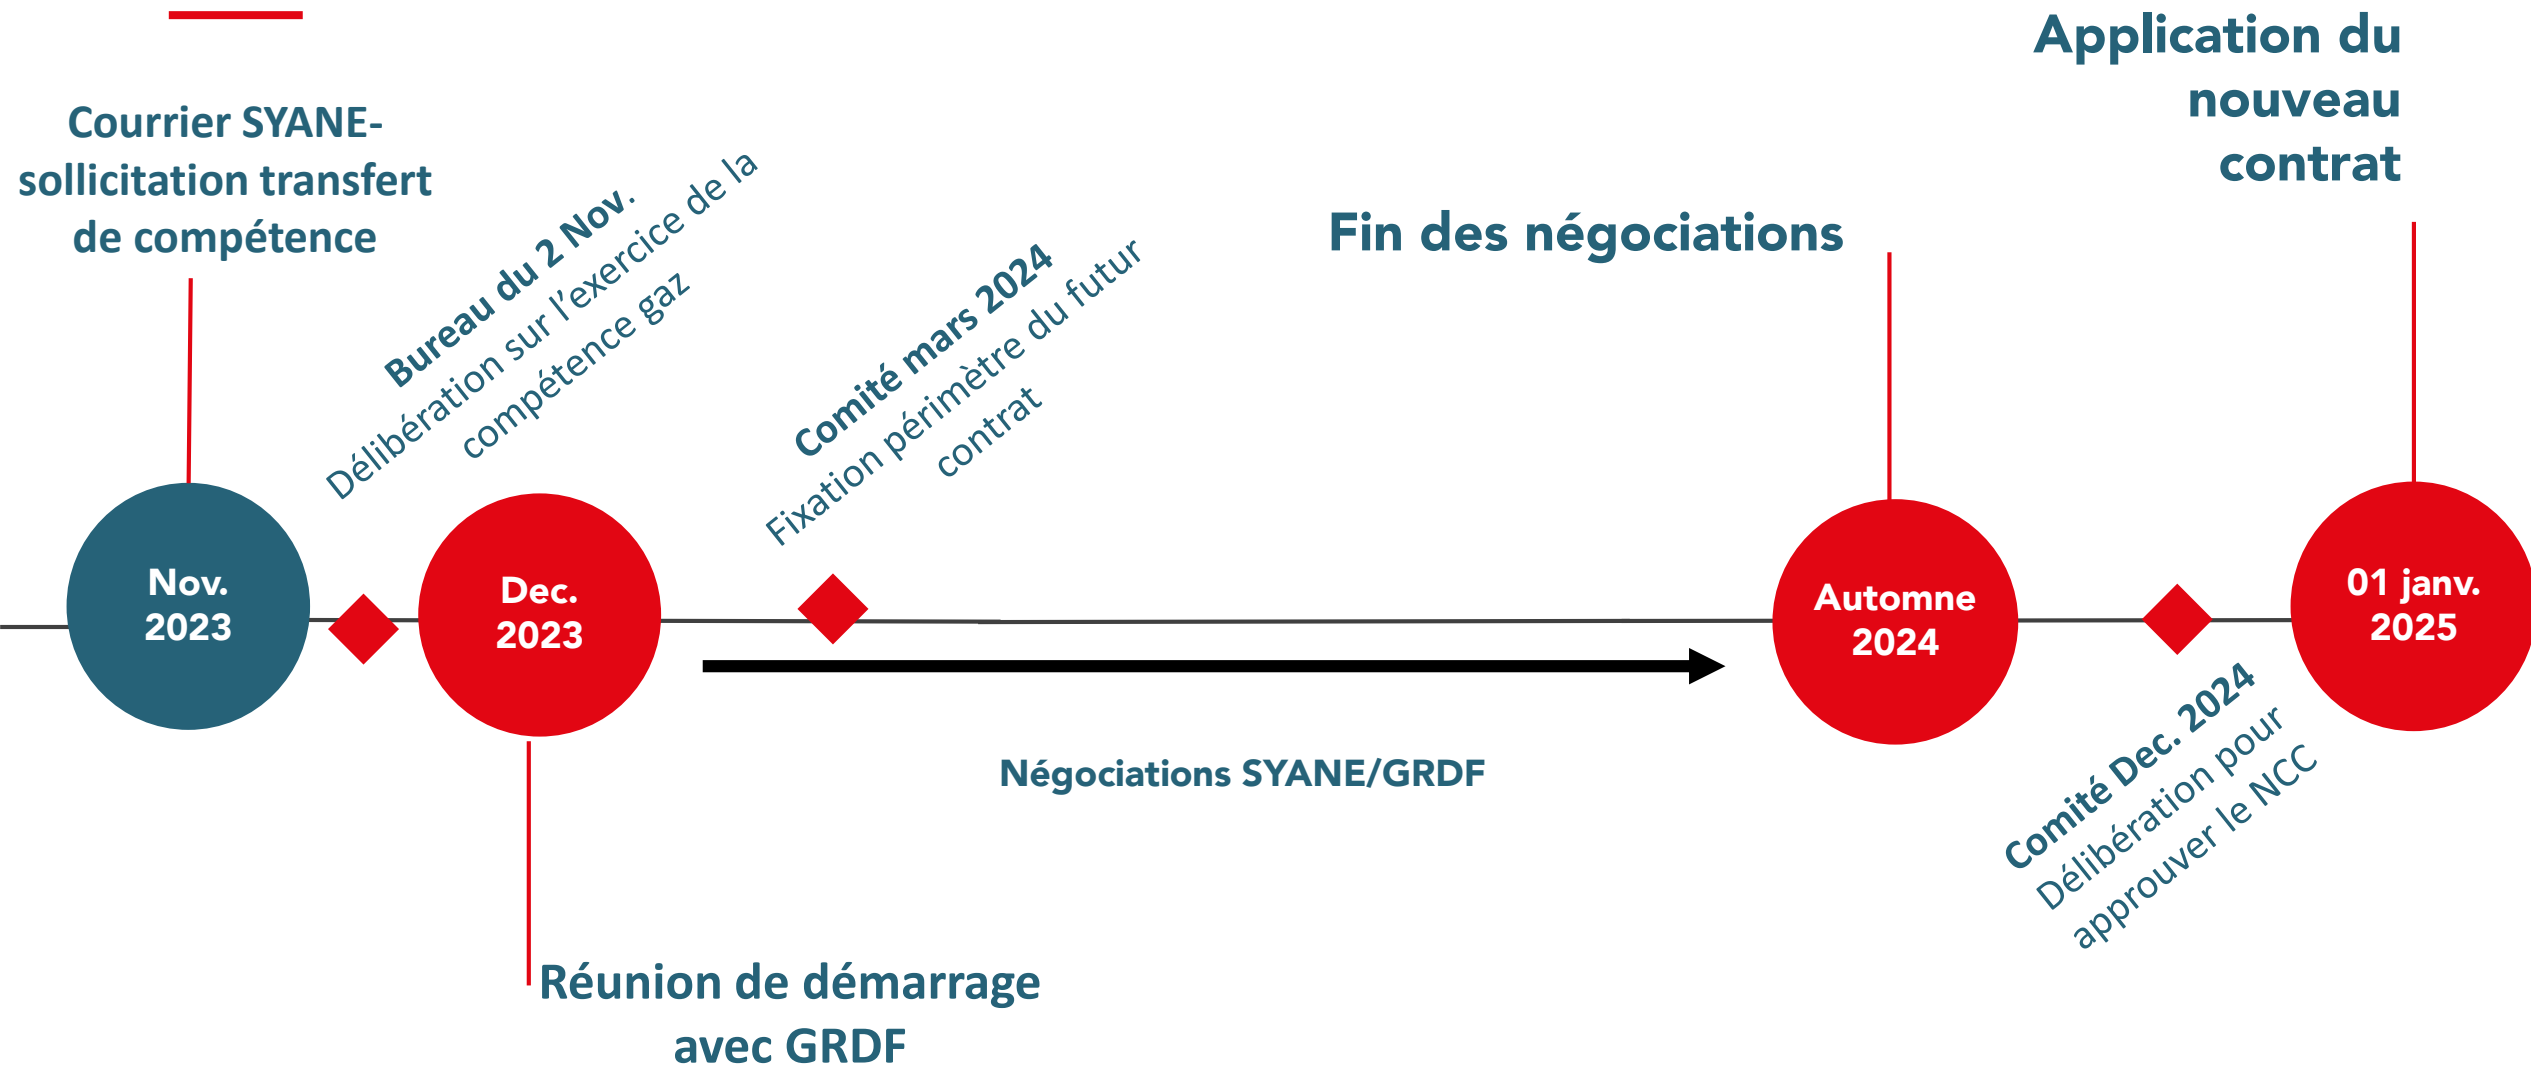 Courrier SYANE-
sollicitation transfert
de compétence
Nov.
2023
Bureau du 2 Nov.
Délibération sur l'exercice de la
compétence gaz
Dec.
2023
Réunion de démarrage
avec GRDF
Comité mars 2024
Fixation périmètre du futur
contrat
Négociations SYANE/GRDF
Fin des négociations
Automne
2024
Comité Dec. 2024
Délibération pour
approuver le NCC
Application du
nouveau
contrat
01 janv.
2025